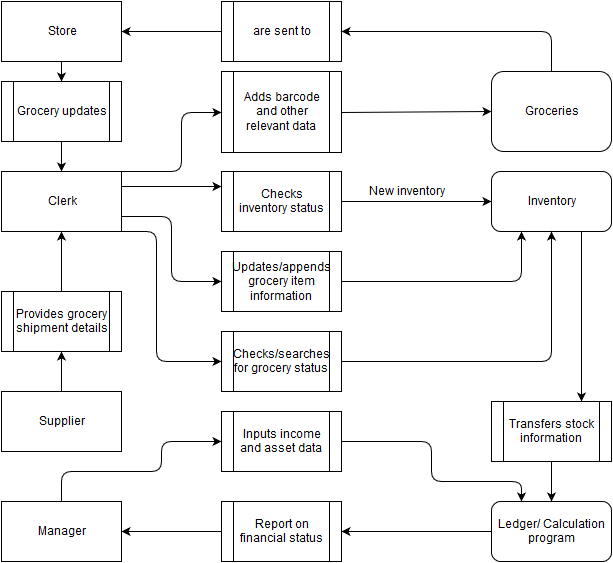 Store
are sent to
Grocery updates
Adds barcode
and other
relevant data
Groceries
Clerk
Checks
inventory status
New inventory
Inventory
Updates/appends
grocery item
information
Provides grocery
shipment details
Checks/searches
for grocery status
Supplier
Inputs income
and asset data
Transfers stock
information
Manager
Report on
financial status
Ledger/ Calculation
program